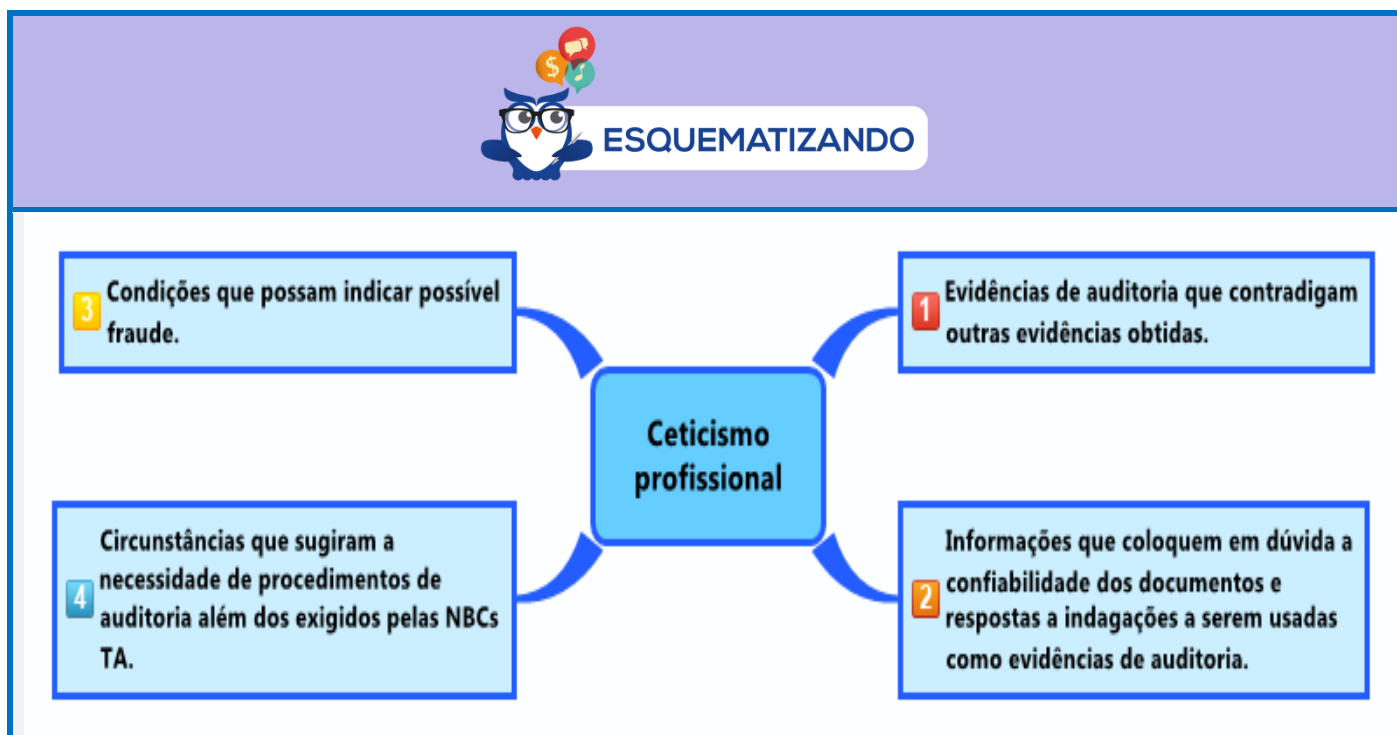 ESQUEMATIZANDO
1
Evidências de auditoria que contradigam
outras evidências obtidas.
2
Informações que coloquem em dúvida a
confiabilidade dos documentos e
respostas a indagações a serem usadas
como evidências de auditoria.
3
Condições que possam indicar possível
fraude.
4
Circunstâncias que sugiram a
necessidade de procedimentos de
auditoria além dos exigidos pelas NBCs
TA.
Ceticismo
profissional
$